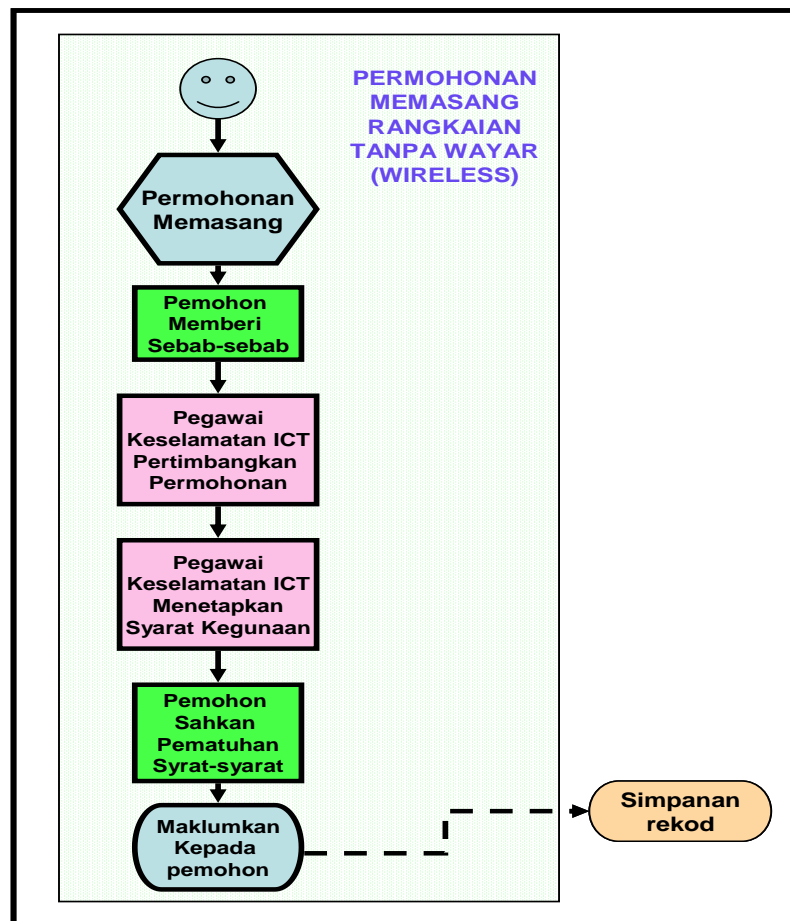 PERMOHONAN
MEMASANG
RANGKAIAN
TANPA WAYAR
(WIRELESS)
Permohonan
Memasang
Pemohon
Memberi
Sebab-sebab
Pegawai
Keselamatan ICT
Pertimbangkan
Permohonan
Pegawai
Keselamatan ICT
Menetapkan
Syarat Kegunaan
Pemohon
Sahkan
Pematuhan
Syrat-syarat
Maklumkan
Kepada
pemohon
Simpanan
rekod